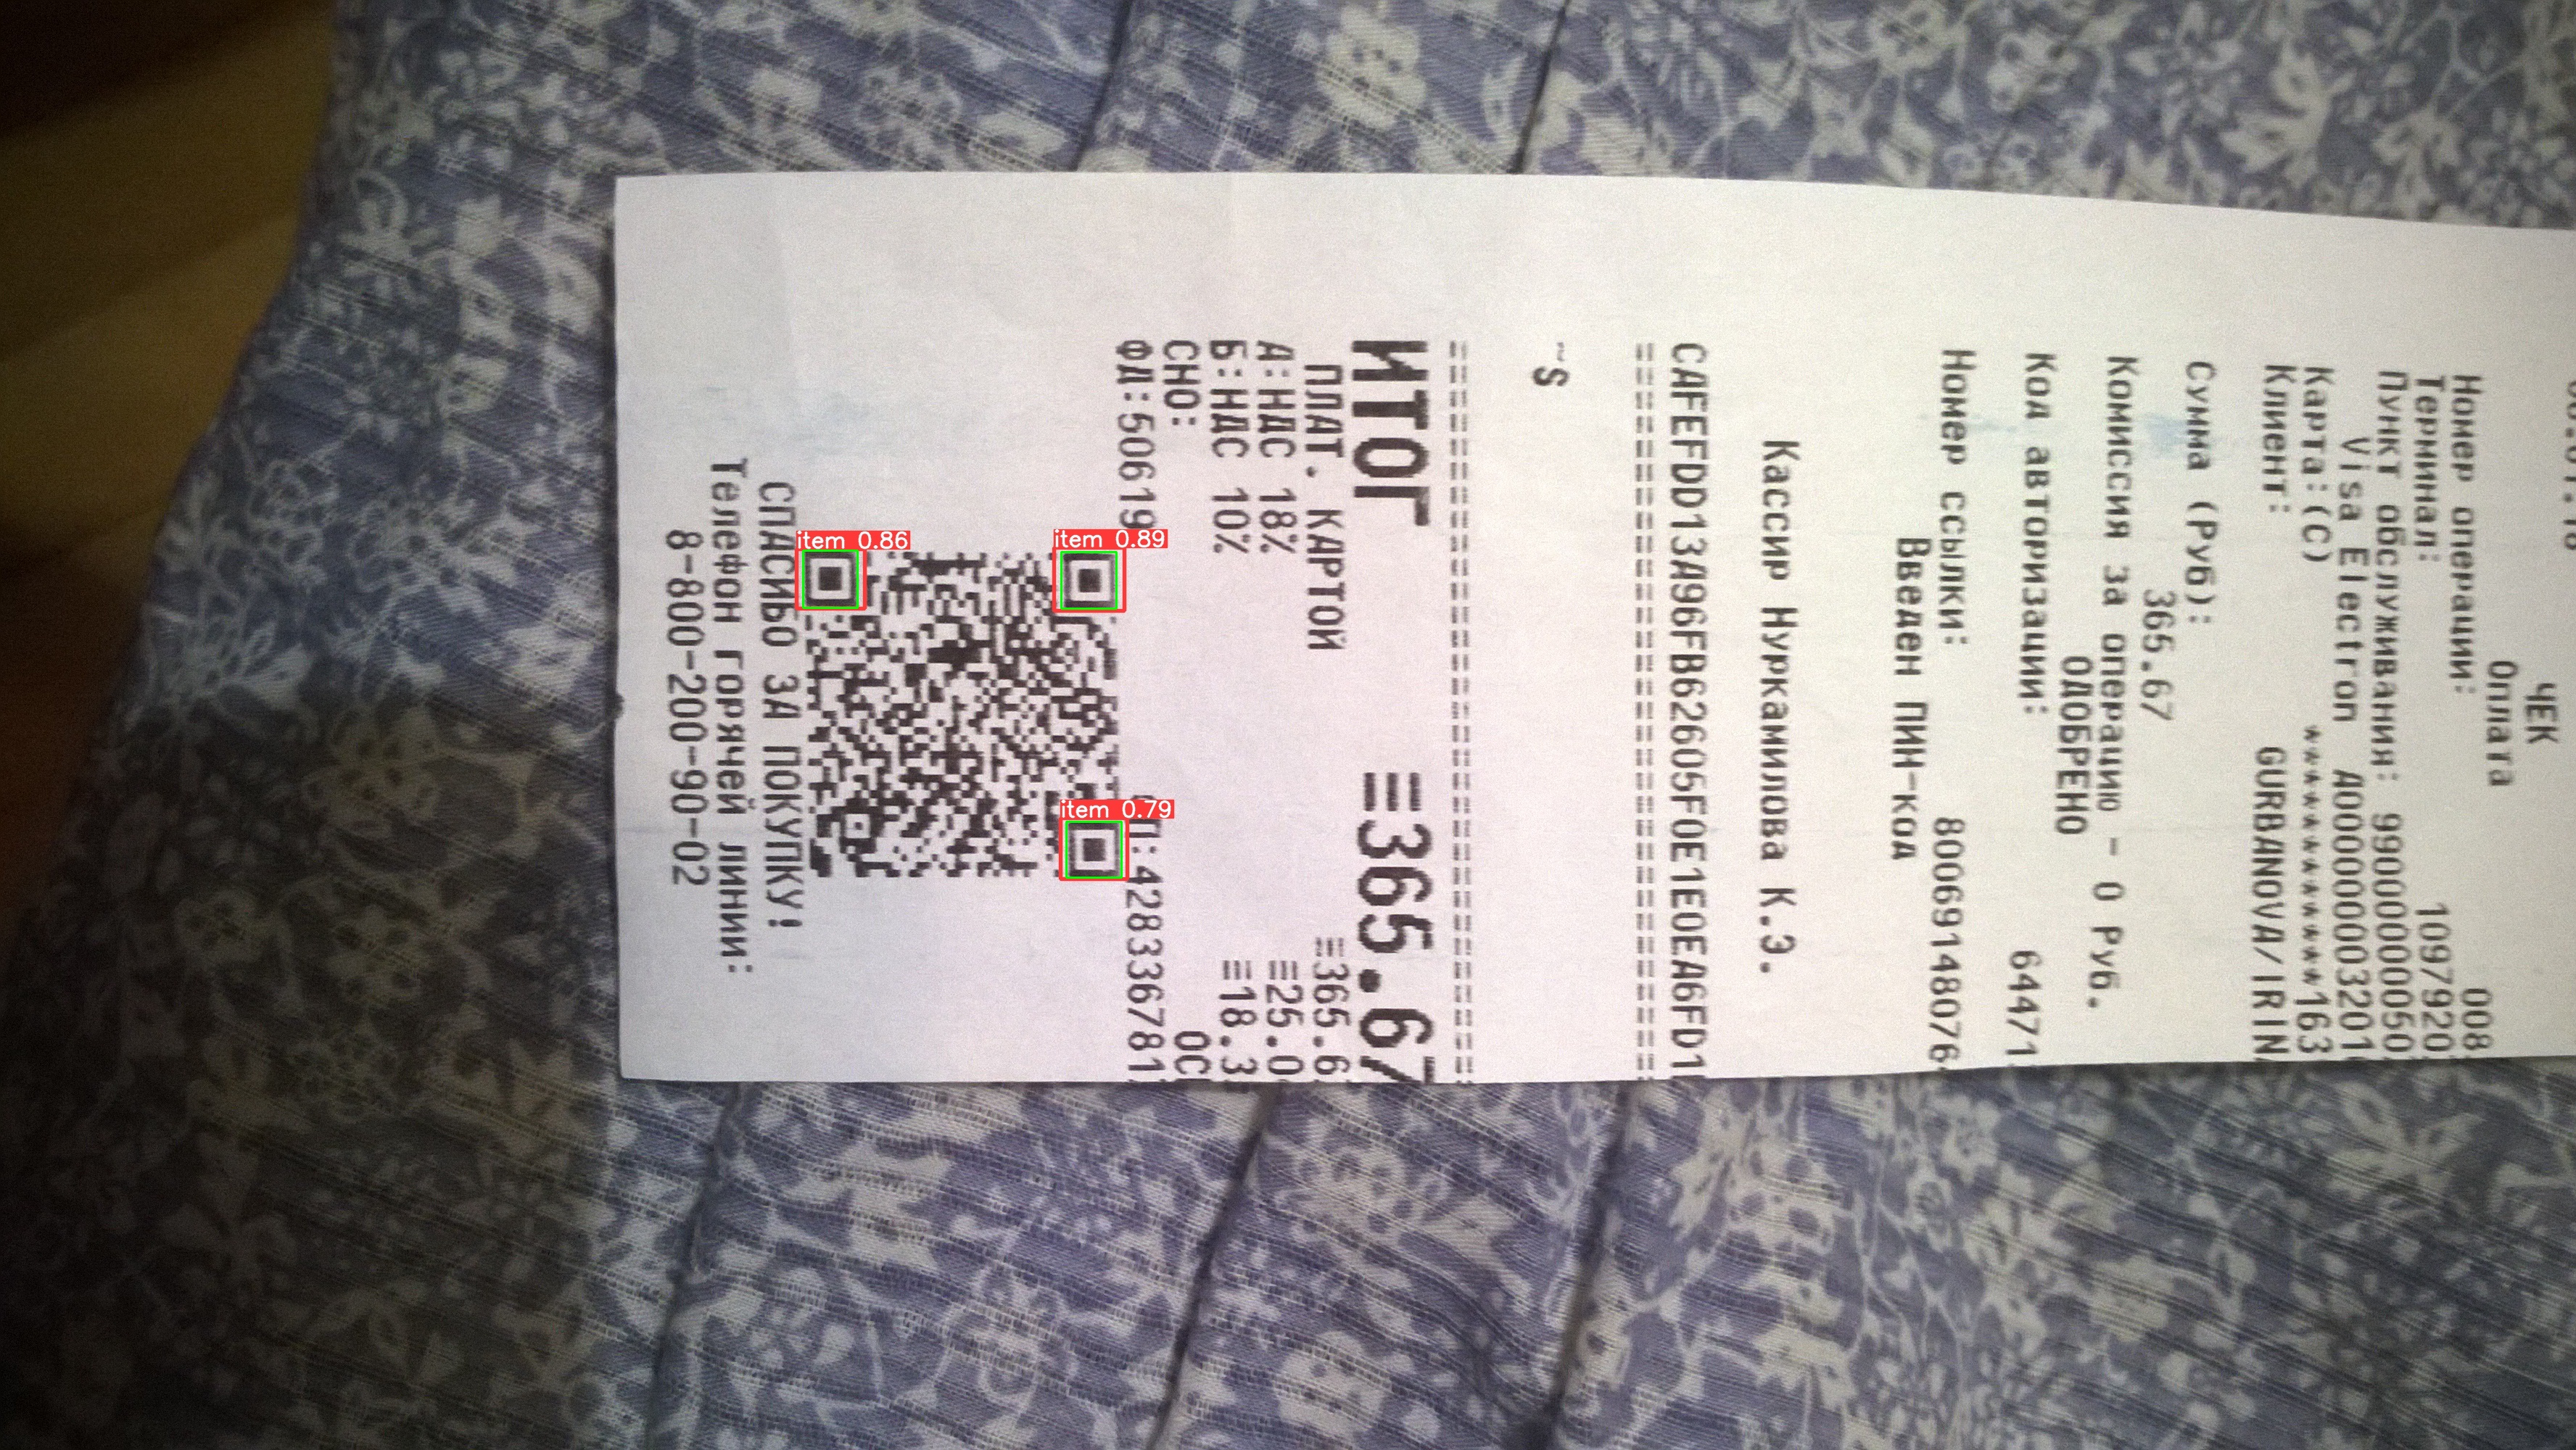 ЧЕК
Оплата
Номер операции: 008
Терминал: 1097920
Пункт обслуживания: 990000000050
Visa Electron A000000003201
Карта:(C) ************163
Клиент: GURBANOVA/IRIN
Сумма (Руб):
365.67
Комиссия за операцию - 0 Руб.
ОДОБРЕНО
Код авторизации: 64471
Номер ссылки: 80069148076
Введен ПИН-код
Кассир Нуркамилова К.Э.
CAFEFDD13A96FB62605F0E1E0EA6FD1
================================
~S
================================
ИТОГ =365.67
ПЛАТ. КАРТОЙ =365.6
А:НДС 18% =25.0
Б:НДС 10% =18.3
СНО: ОС
ФД:50619 П:428336781
item 0.86
item 0.89
item 0.79
СПАСИБО ЗА ПОКУПКУ!
Телефон горячей линии:
8-800-200-90-02